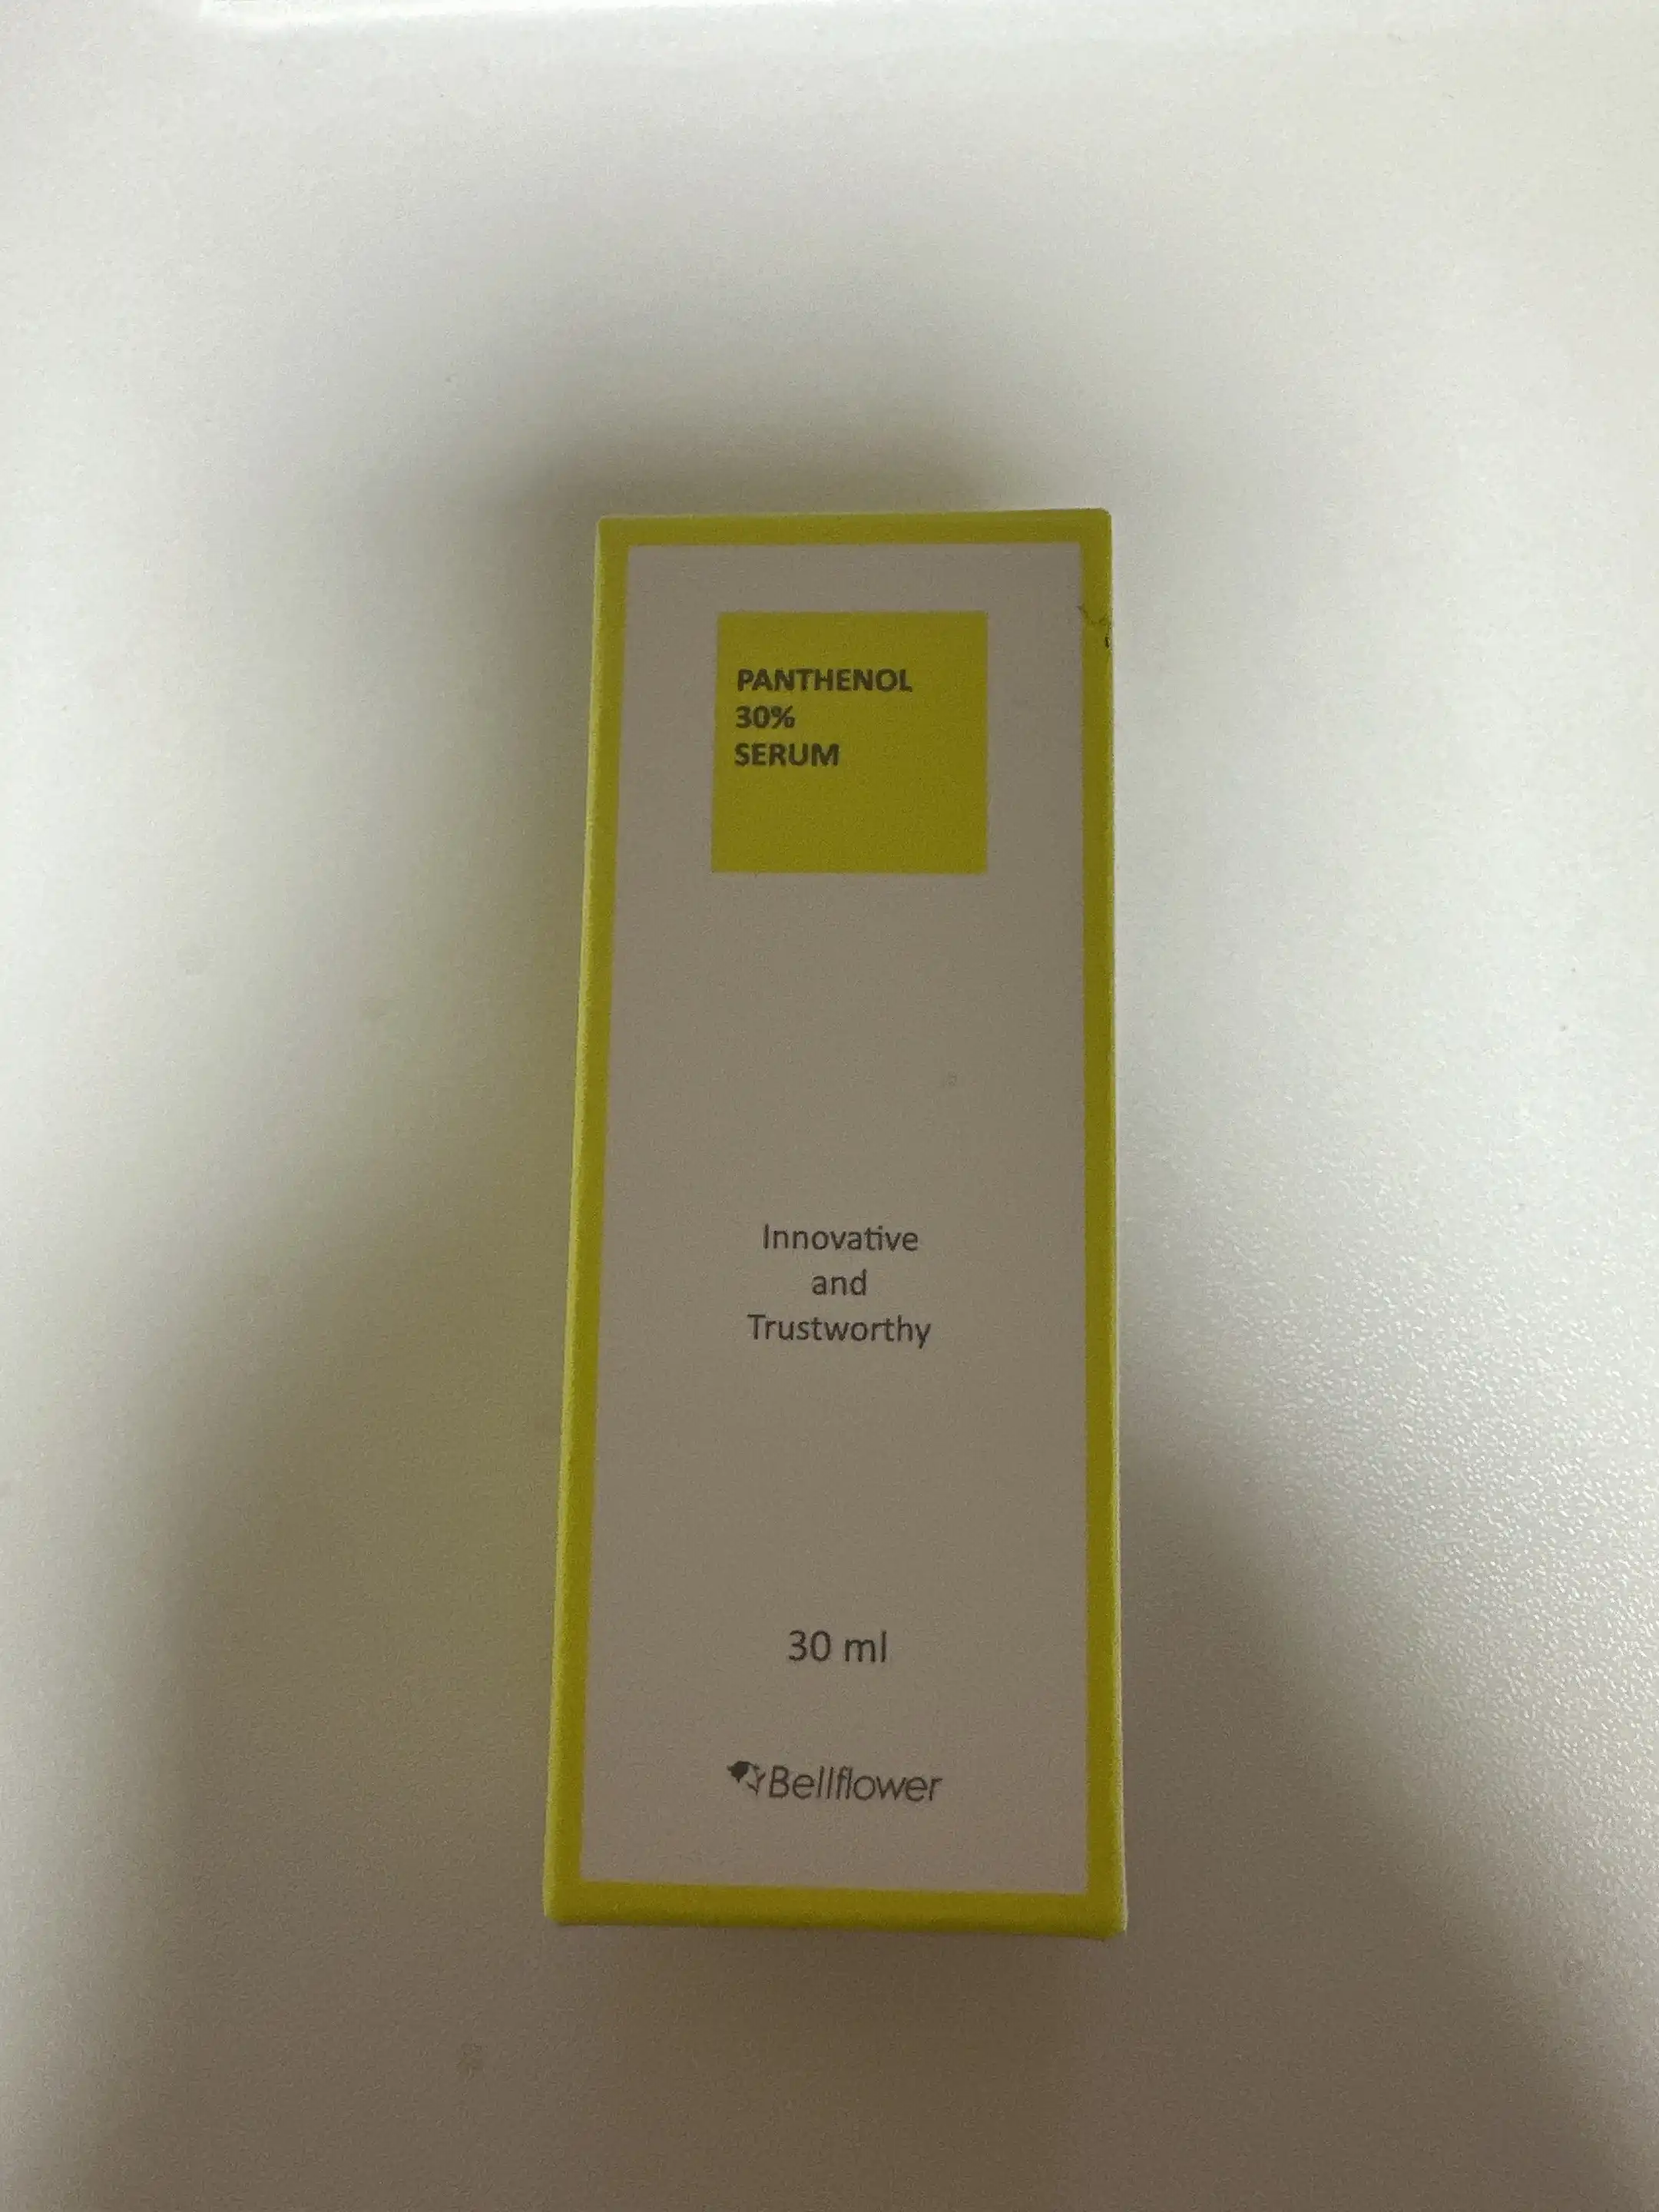 PANTHENOL
30%
SERUM
Innovative
and
Trustworthy
30 ml
Bellflower